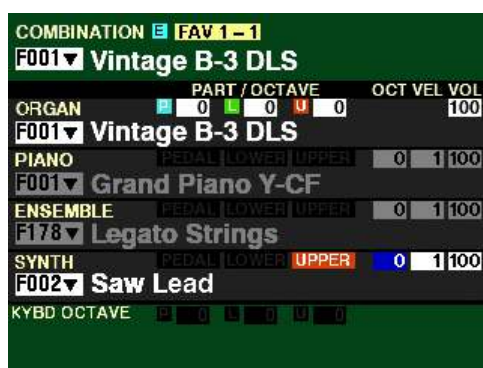 COMBINATION E FAV 1 – 1
F001▼ Vintage B-3 DLS
PART / OCTAVE OCT VEL VOL
ORGAN P 0 L 0 U 0 100
F001▼ Vintage B-3 DLS
PIANO PEDAL LOWER UPPER 0 1 100
F001▼ Grand Piano Y-CF
ENSEMBLE PEDAL LOWER UPPER 0 1 100
F178▼ Legato Strings
SYNTH PEDAL LOWER UPPER 0 1 100
F002▼ Saw Lead
KYBD OCTAVE P 0 L 0 U 0